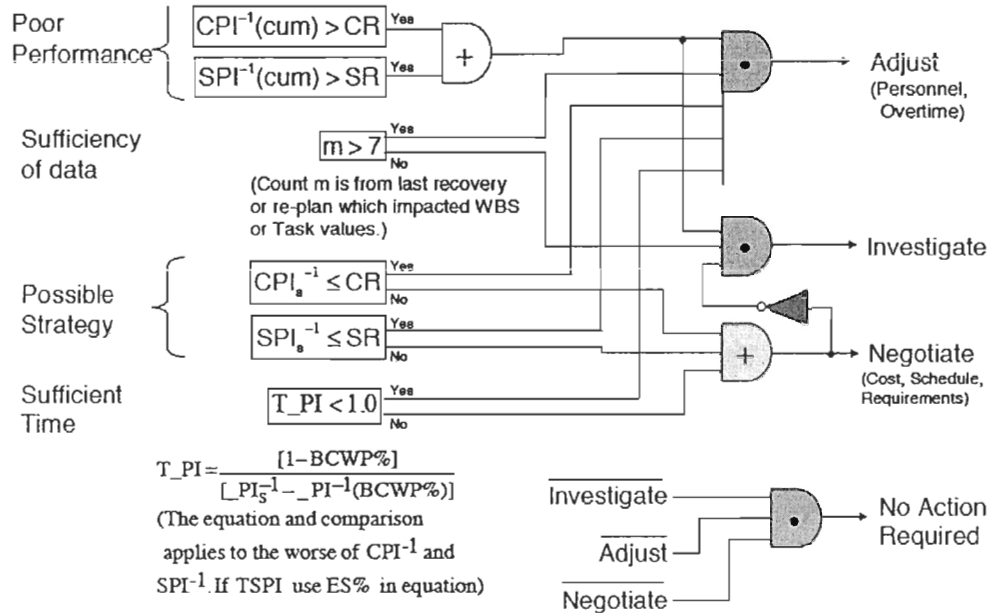 Poor
Performance
CPI⁻¹(cum) > CR
Yes
SPI⁻¹(cum) > SR
Yes
+
•
Adjust
(Personnel,
Overtime)
Sufficiency
of data
m > 7
Yes
No
(Count m is from last recovery
or re-plan which impacted WBS
or Task values.)
•
Investigate
Possible
Strategy
CPIₐ⁻¹ ≤ CR
Yes
No
SPIₐ⁻¹ ≤ SR
Yes
No
+
Negotiate
(Cost, Schedule,
Requirements)
Sufficient
Time
T_PI < 1.0
Yes
No
T_PI = [1–BCWP%]
[_PI_S⁻¹ – _PI⁻¹(BCWP%)]
(The equation and comparison
applies to the worse of CPI⁻¹ and
SPI⁻¹. If TSPI use ES% in equation)
Investigate
Adjust
Negotiate
•
No Action
Required